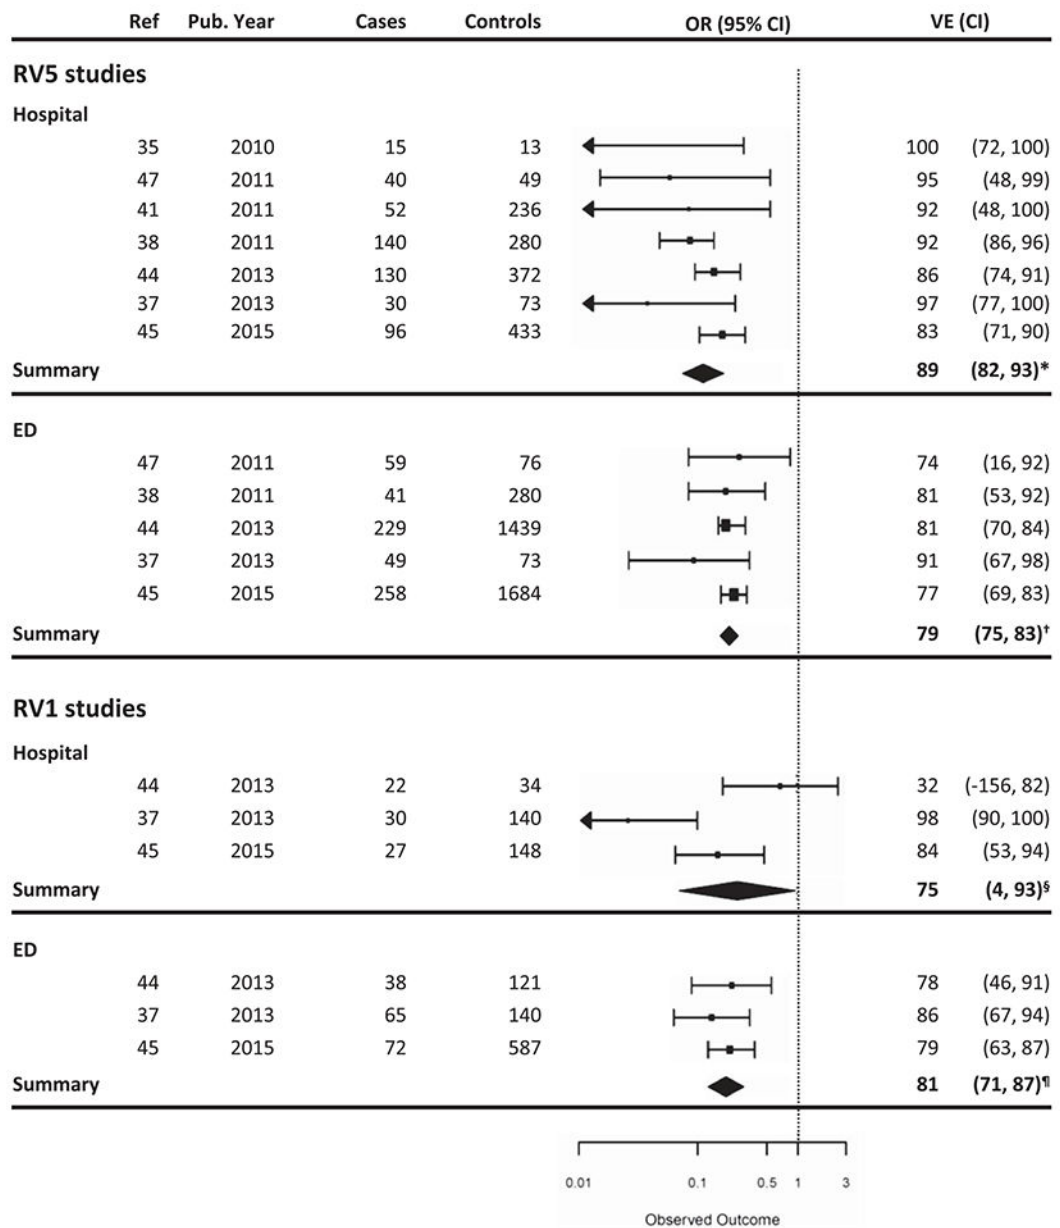 Ref Pub. Year Cases Controls OR (95% CI) VE (CI)
RV5 studies
Hospital
35 2010 15 13 100 (72, 100)
47 2011 40 49 95 (48, 99)
41 2011 52 236 92 (48, 100)
38 2011 140 280 92 (86, 96)
44 2013 130 372 86 (74, 91)
37 2013 30 73 97 (77, 100)
45 2015 96 433 83 (71, 90)
Summary 89 (82, 93)*
ED
47 2011 59 76 74 (16, 92)
38 2011 41 280 81 (53, 92)
44 2013 229 1439 81 (70, 84)
37 2013 49 73 91 (67, 98)
45 2015 258 1684 77 (69, 83)
Summary 79 (75, 83)†
RV1 studies
Hospital
44 2013 22 34 32 (-156, 82)
37 2013 30 140 98 (90, 100)
45 2015 27 148 84 (53, 94)
Summary 75 (4, 93)§
ED
44 2013 38 121 78 (46, 91)
37 2013 65 140 86 (67, 94)
45 2015 72 587 79 (63, 87)
Summary 81 (71, 87)¶
0.01 0.1 0.5 1 3
Observed Outcome